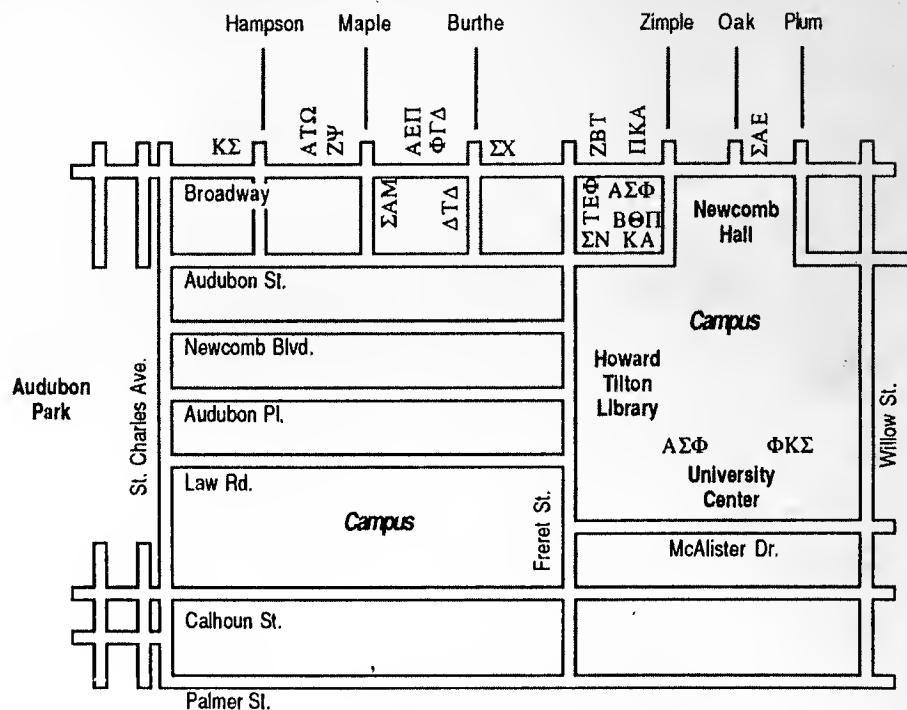 Hampson Maple Burthe Zimple Oak Plum
ΚΣ
ΑΤΩ
ΖΨ
ΑΕΠ
ΦΓΔ
ΣΧ
ΖΒΤ
ΠΚΑ
ΣΑΕ
Broadway
ΣΑΜ
ΔΤΔ
ΤΕΦ
ΑΣΦ
ΒΘΠ
ΣΝ ΚΑ
Newcomb
Hall
Audubon St.
Campus
Newcomb Blvd.
Howard
Tilton
Library
Audubon
Park
St. Charles Ave.
Audubon Pl.
Willow St.
ΑΣΦ ΦΚΣ
University
Center
Law Rd.
Campus
Freret St.
McAlister Dr.
Calhoun St.
Palmer St.